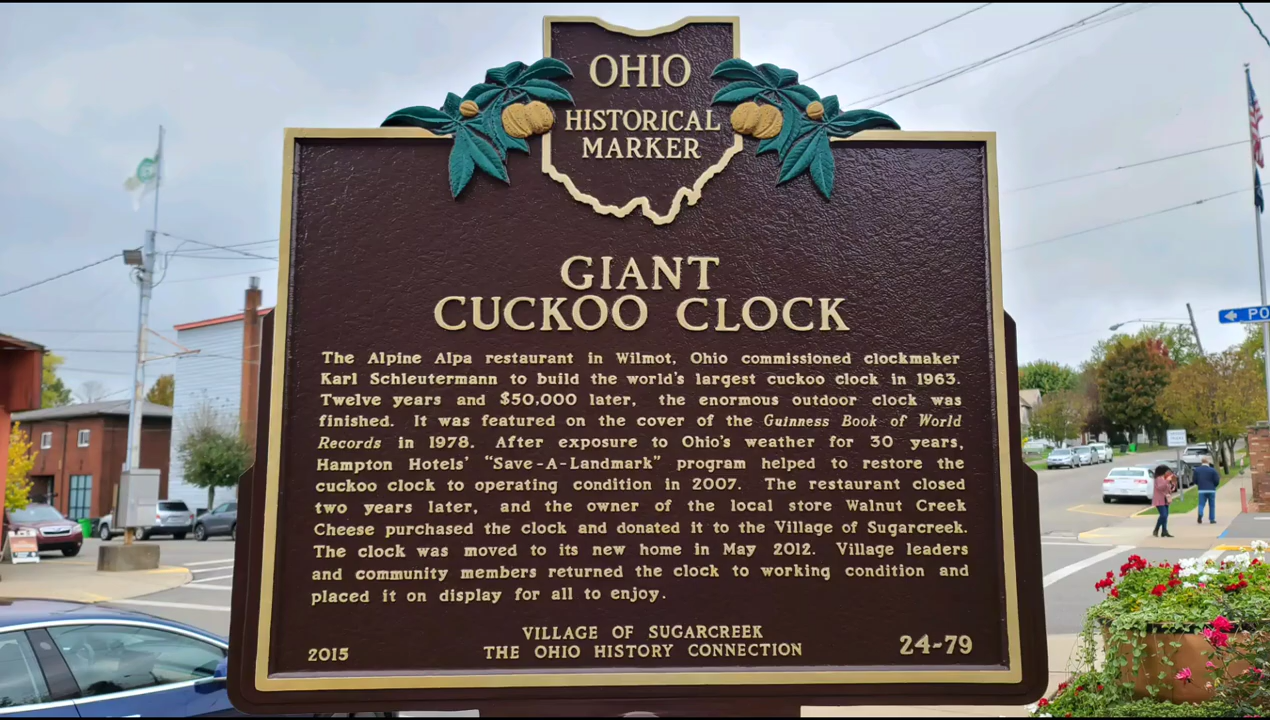 OHIO
HISTORICAL
MARKER
GIANT
CUCKOO CLOCK
The Alpine Alpa restaurant in Wilmot, Ohio commissioned clockmaker
Karl Schleutermann to build the world's largest cuckoo clock in 1963.
Twelve years and $50,000 later, the enormous outdoor clock was
finished. It was featured on the cover of the Guinness Book of World
Records in 1978. After exposure to Ohio's weather for 30 years,
Hampton Hotels' "Save-A-Landmark" program helped to restore the
cuckoo clock to operating condition in 2007. The restaurant closed
two years later, and the owner of the local store Walnut Creek
Cheese purchased the clock and donated it to the Village of Sugarcreek.
The clock was moved to its new home in May 2012. Village leaders
and community members returned the clock to working condition and
placed it on display for all to enjoy.
VILLAGE OF SUGARCREEK
2015 THE OHIO HISTORY CONNECTION 24-79
PO